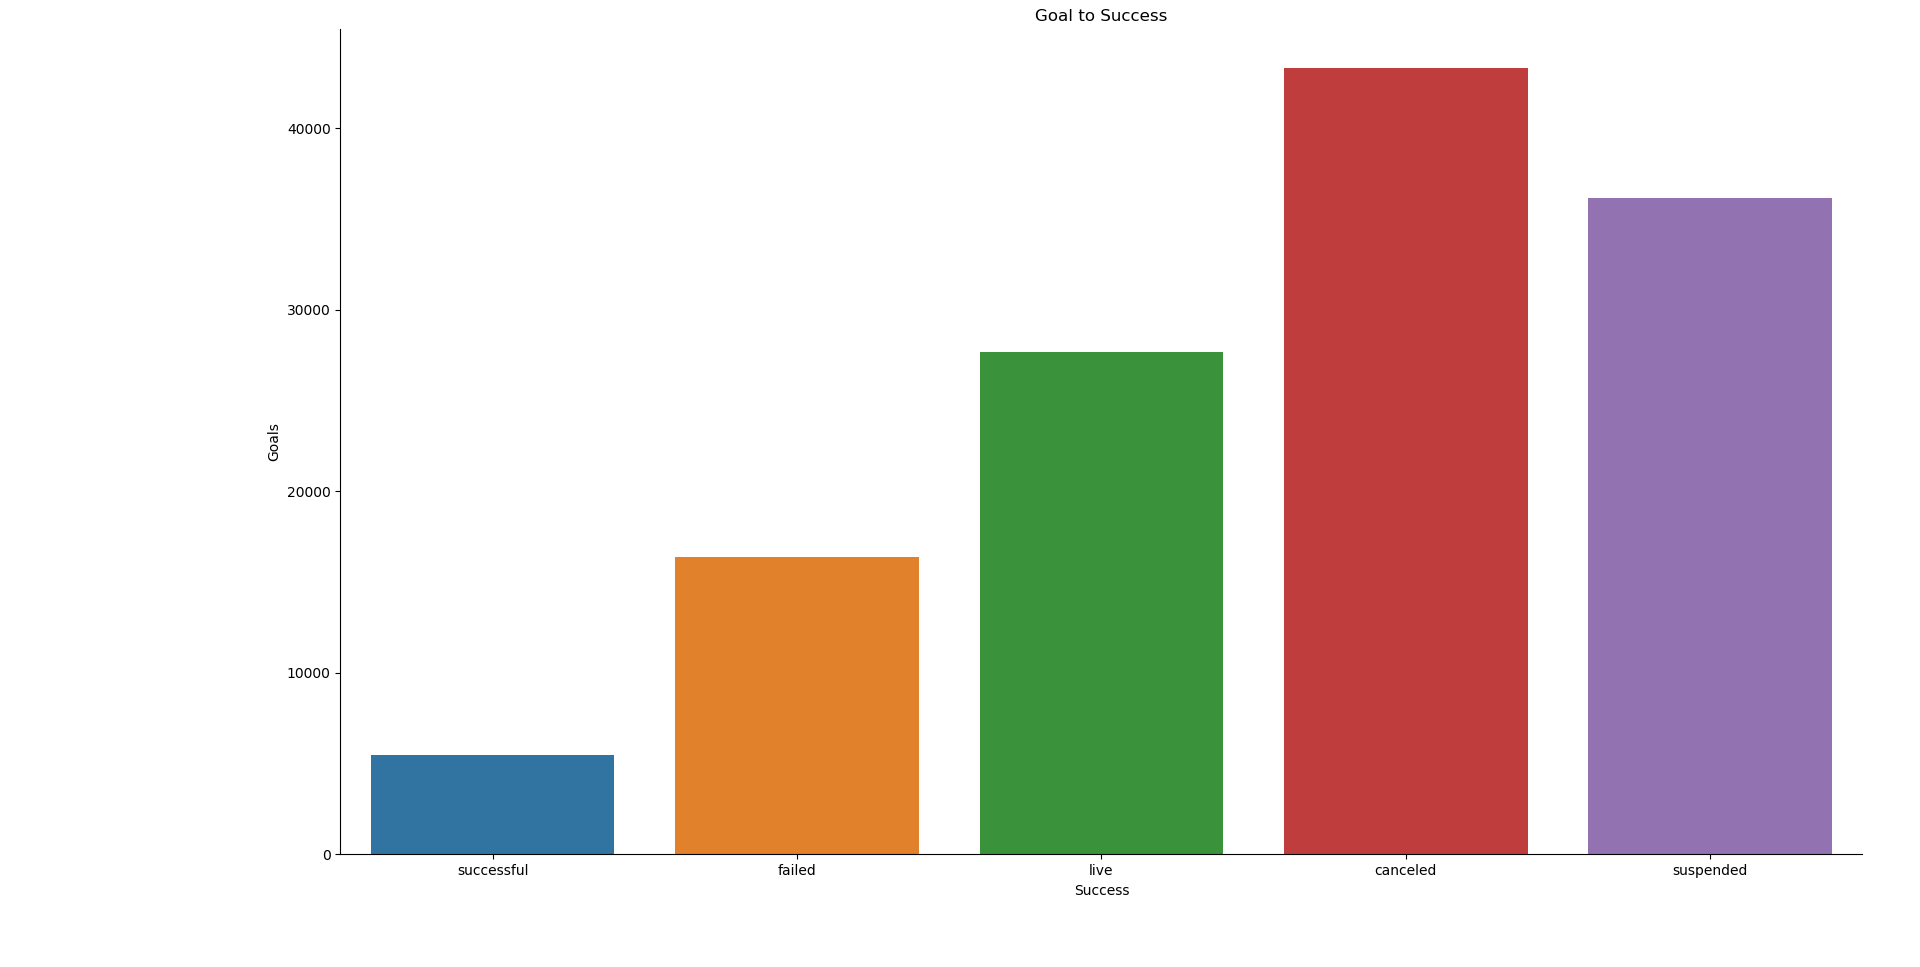 Goal to Success
Goals
40000
30000
20000
10000
0
successful failed live canceled suspended
Success